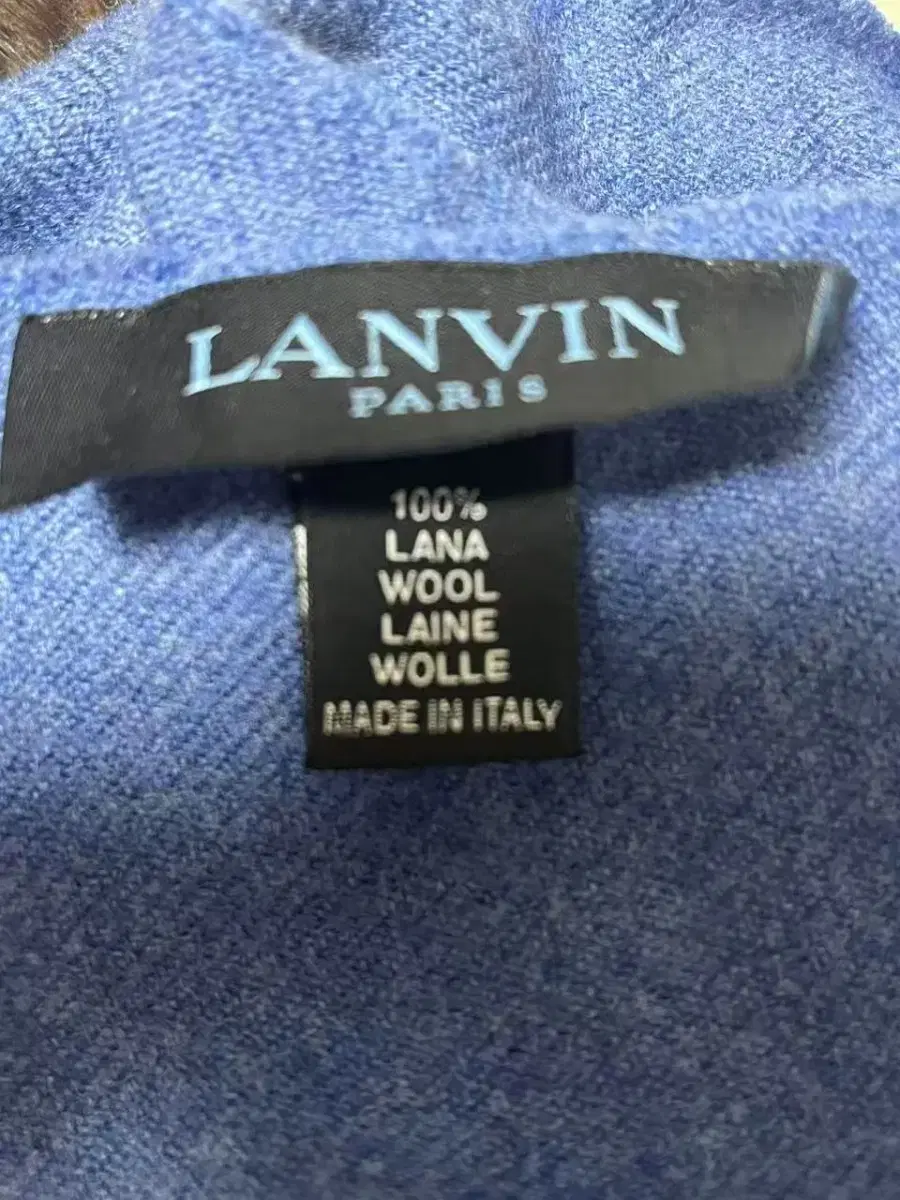 LANVIN
PARIS
100%
LANA
WOOL
LAINE
WOLLE
MADE IN ITALY